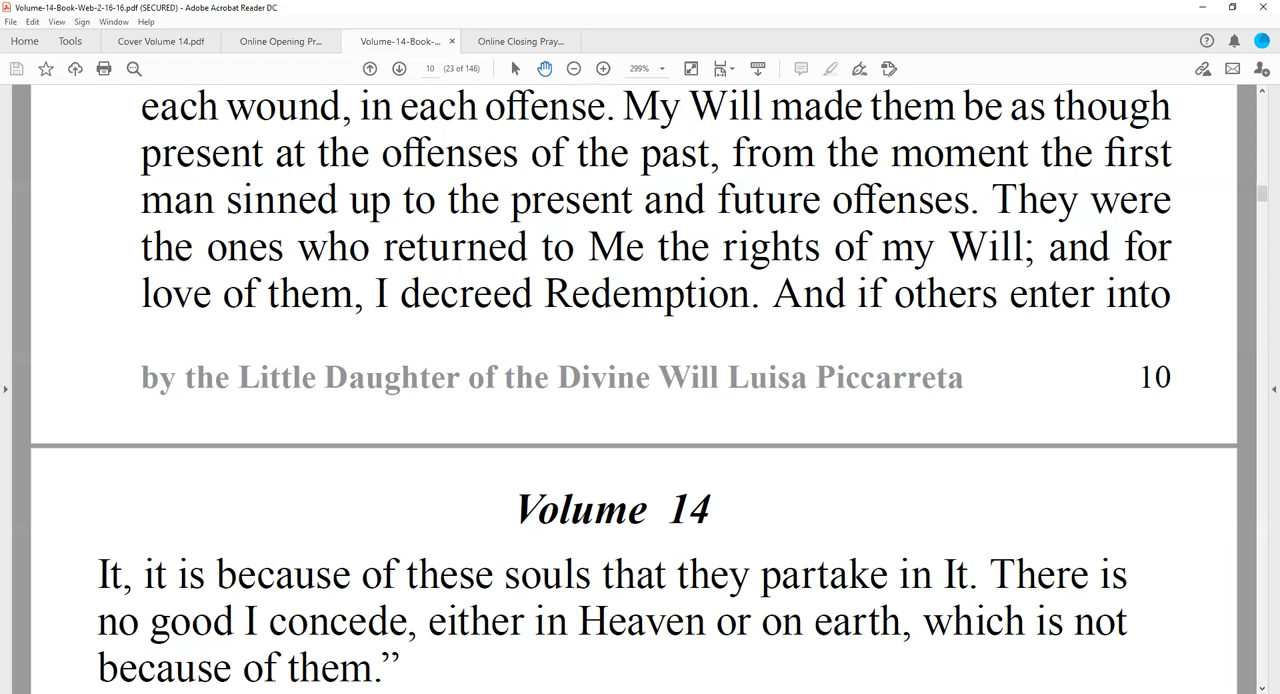 Volume-14-Book-Web-2-16-16.pdf (SECURED) - Adobe Acrobat Reader DC
File Edit View Sign Window Help
Home Tools Cover Volume 14.pdf Online Opening Pr... Volume-14-Book-... × Online Closing Pray...
10 (23 of 146) 299%
each wound, in each offense. My Will made them be as though
present at the offenses of the past, from the moment the first
man sinned up to the present and future offenses. They were
the ones who returned to Me the rights of my Will; and for
love of them, I decreed Redemption. And if others enter into
by the Little Daughter of the Divine Will Luisa Piccarreta 10
Volume 14
It, it is because of these souls that they partake in It. There is
no good I concede, either in Heaven or on earth, which is not
because of them.”